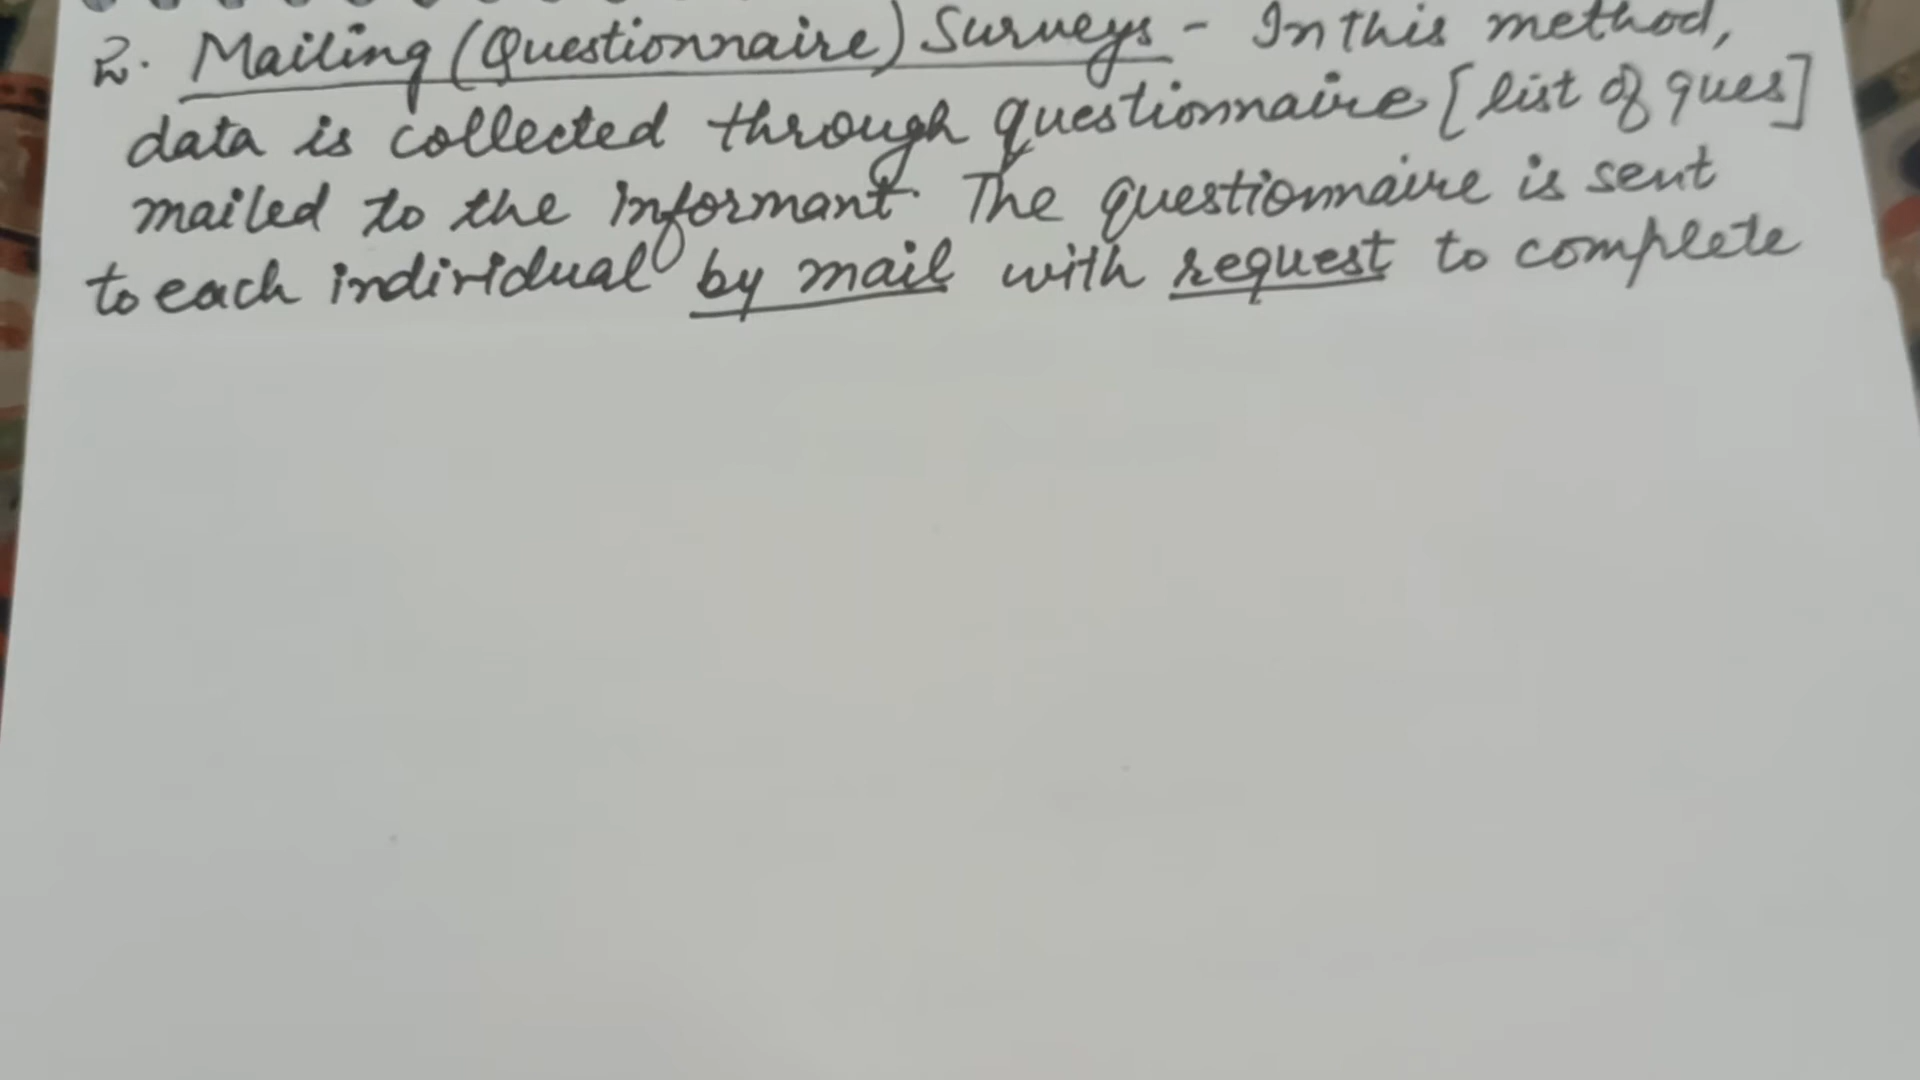 2. Mailing (Questionnaire) Surveys - In this method,
data is collected through questionnaire [list of ques]
mailed to the informant. The questionnaire is sent
to each individual by mail with request to complete